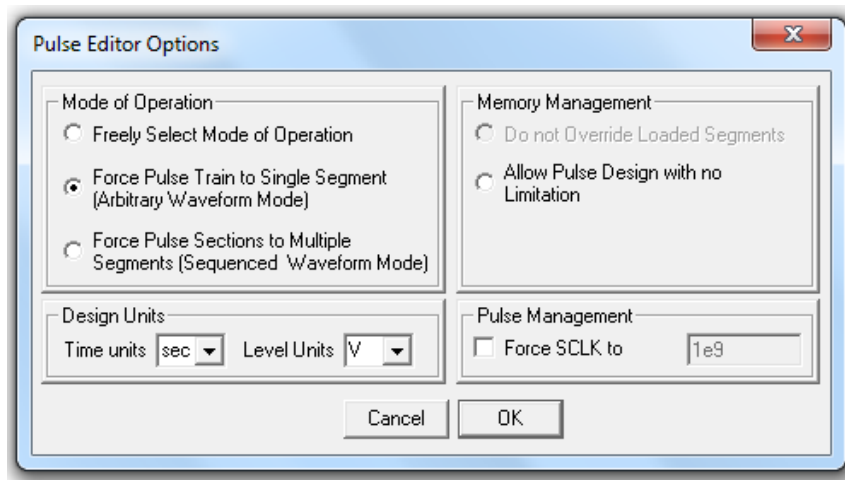 Pulse Editor Options
Mode of Operation
Freely Select Mode of Operation
Force Pulse Train to Single Segment
(Arbitrary Waveform Mode)
Force Pulse Sections to Multiple
Segments (Sequenced Waveform Mode)
Memory Management
Do not Override Loaded Segments
Allow Pulse Design with no
Limitation
Design Units
Time units sec Level Units V
Pulse Management
Force SCLK to 1e9
Cancel OK